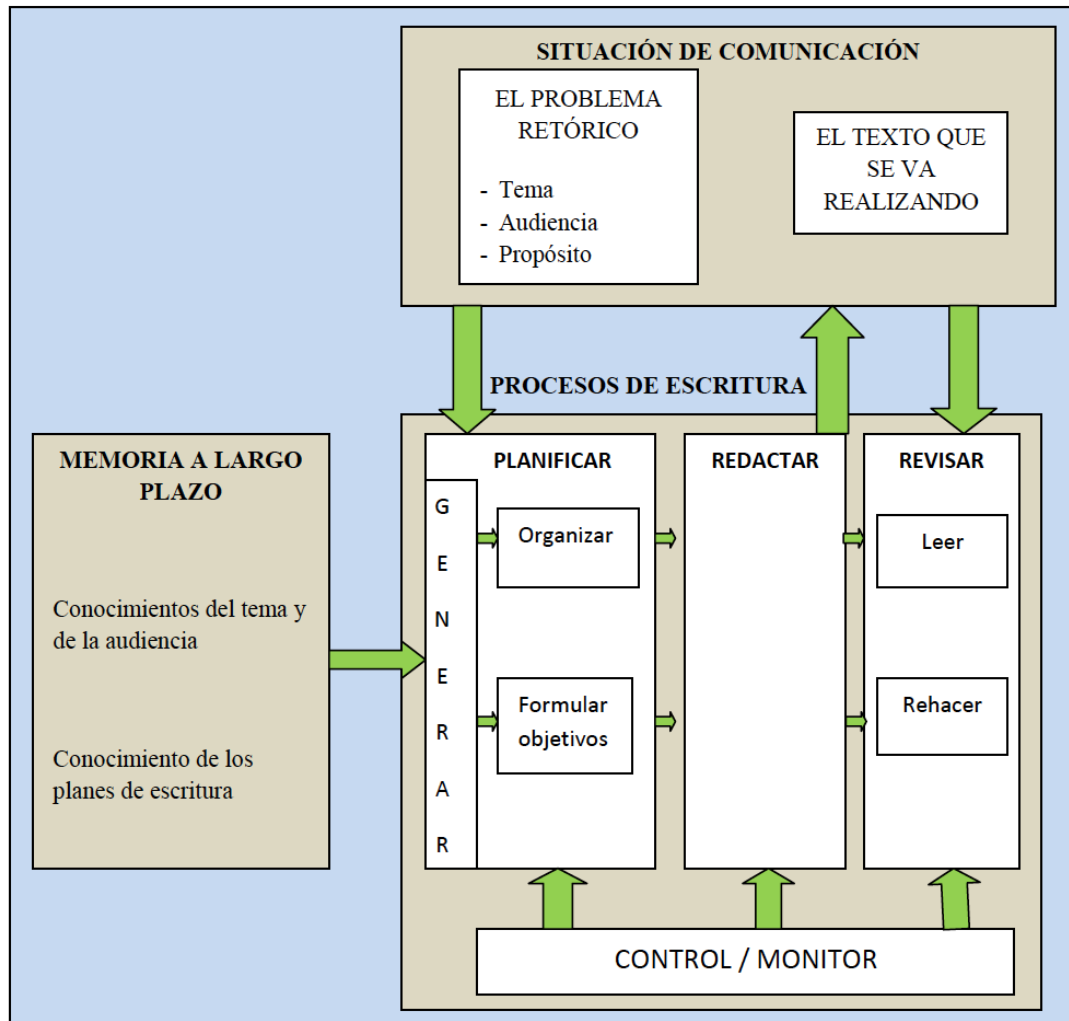 SITUACIÓN DE COMUNICACIÓN
EL PROBLEMA
RETÓRICO
- Tema
- Audiencia
- Propósito
EL TEXTO QUE
SE VA
REALIZANDO
PROCESOS DE ESCRITURA
MEMORIA A LARGO
PLAZO
Conocimientos del tema y
de la audiencia
Conocimiento de los
planes de escritura
PLANIFICAR
G
E
N
E
R
A
R
Organizar
Formular
objetivos
REDACTAR
REVISAR
Leer
Rehacer
CONTROL / MONITOR